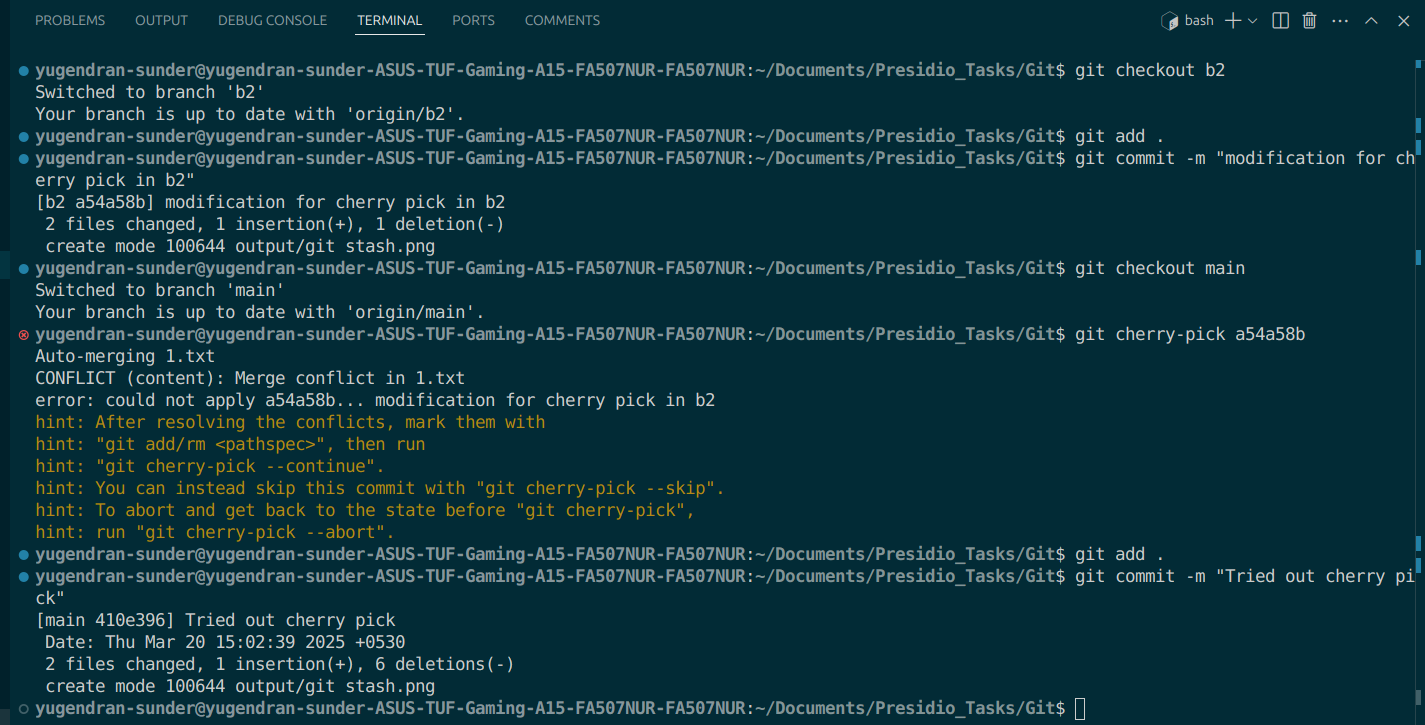 PROBLEMS OUTPUT DEBUG CONSOLE TERMINAL PORTS COMMENTS bash
yugendran-sunder@yugendran-sunder-ASUS-TUF-Gaming-A15-FA507NUR-FA507NUR:~/Documents/Presidio_Tasks/Git$ git checkout b2
Switched to branch 'b2'
Your branch is up to date with 'origin/b2'.
yugendran-sunder@yugendran-sunder-ASUS-TUF-Gaming-A15-FA507NUR-FA507NUR:~/Documents/Presidio_Tasks/Git$ git add .
yugendran-sunder@yugendran-sunder-ASUS-TUF-Gaming-A15-FA507NUR-FA507NUR:~/Documents/Presidio_Tasks/Git$ git commit -m "modification for ch
erry pick in b2"
[b2 a54a58b] modification for cherry pick in b2
 2 files changed, 1 insertion(+), 1 deletion(-)
 create mode 100644 output/git stash.png
yugendran-sunder@yugendran-sunder-ASUS-TUF-Gaming-A15-FA507NUR-FA507NUR:~/Documents/Presidio_Tasks/Git$ git checkout main
Switched to branch 'main'
Your branch is up to date with 'origin/main'.
yugendran-sunder@yugendran-sunder-ASUS-TUF-Gaming-A15-FA507NUR-FA507NUR:~/Documents/Presidio_Tasks/Git$ git cherry-pick a54a58b
Auto-merging 1.txt
CONFLICT (content): Merge conflict in 1.txt
error: could not apply a54a58b... modification for cherry pick in b2
hint: After resolving the conflicts, mark them with
hint: "git add/rm <pathspec>", then run
hint: "git cherry-pick --continue".
hint: You can instead skip this commit with "git cherry-pick --skip".
hint: To abort and get back to the state before "git cherry-pick",
hint: run "git cherry-pick --abort".
yugendran-sunder@yugendran-sunder-ASUS-TUF-Gaming-A15-FA507NUR-FA507NUR:~/Documents/Presidio_Tasks/Git$ git add .
yugendran-sunder@yugendran-sunder-ASUS-TUF-Gaming-A15-FA507NUR-FA507NUR:~/Documents/Presidio_Tasks/Git$ git commit -m "Tried out cherry pi
ck"
[main 410e396] Tried out cherry pick
 Date: Thu Mar 20 15:02:39 2025 +0530
 2 files changed, 1 insertion(+), 6 deletions(-)
 create mode 100644 output/git stash.png
yugendran-sunder@yugendran-sunder-ASUS-TUF-Gaming-A15-FA507NUR-FA507NUR:~/Documents/Presidio_Tasks/Git$